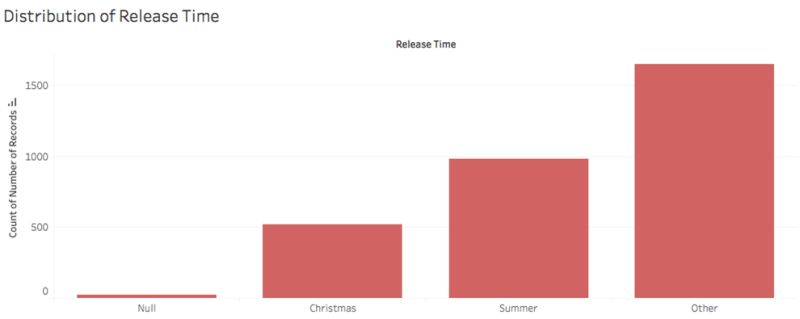 Distribution of Release Time
Release Time
Count of Number of Records
1500
1000
500
0
Null Christmas Summer Other